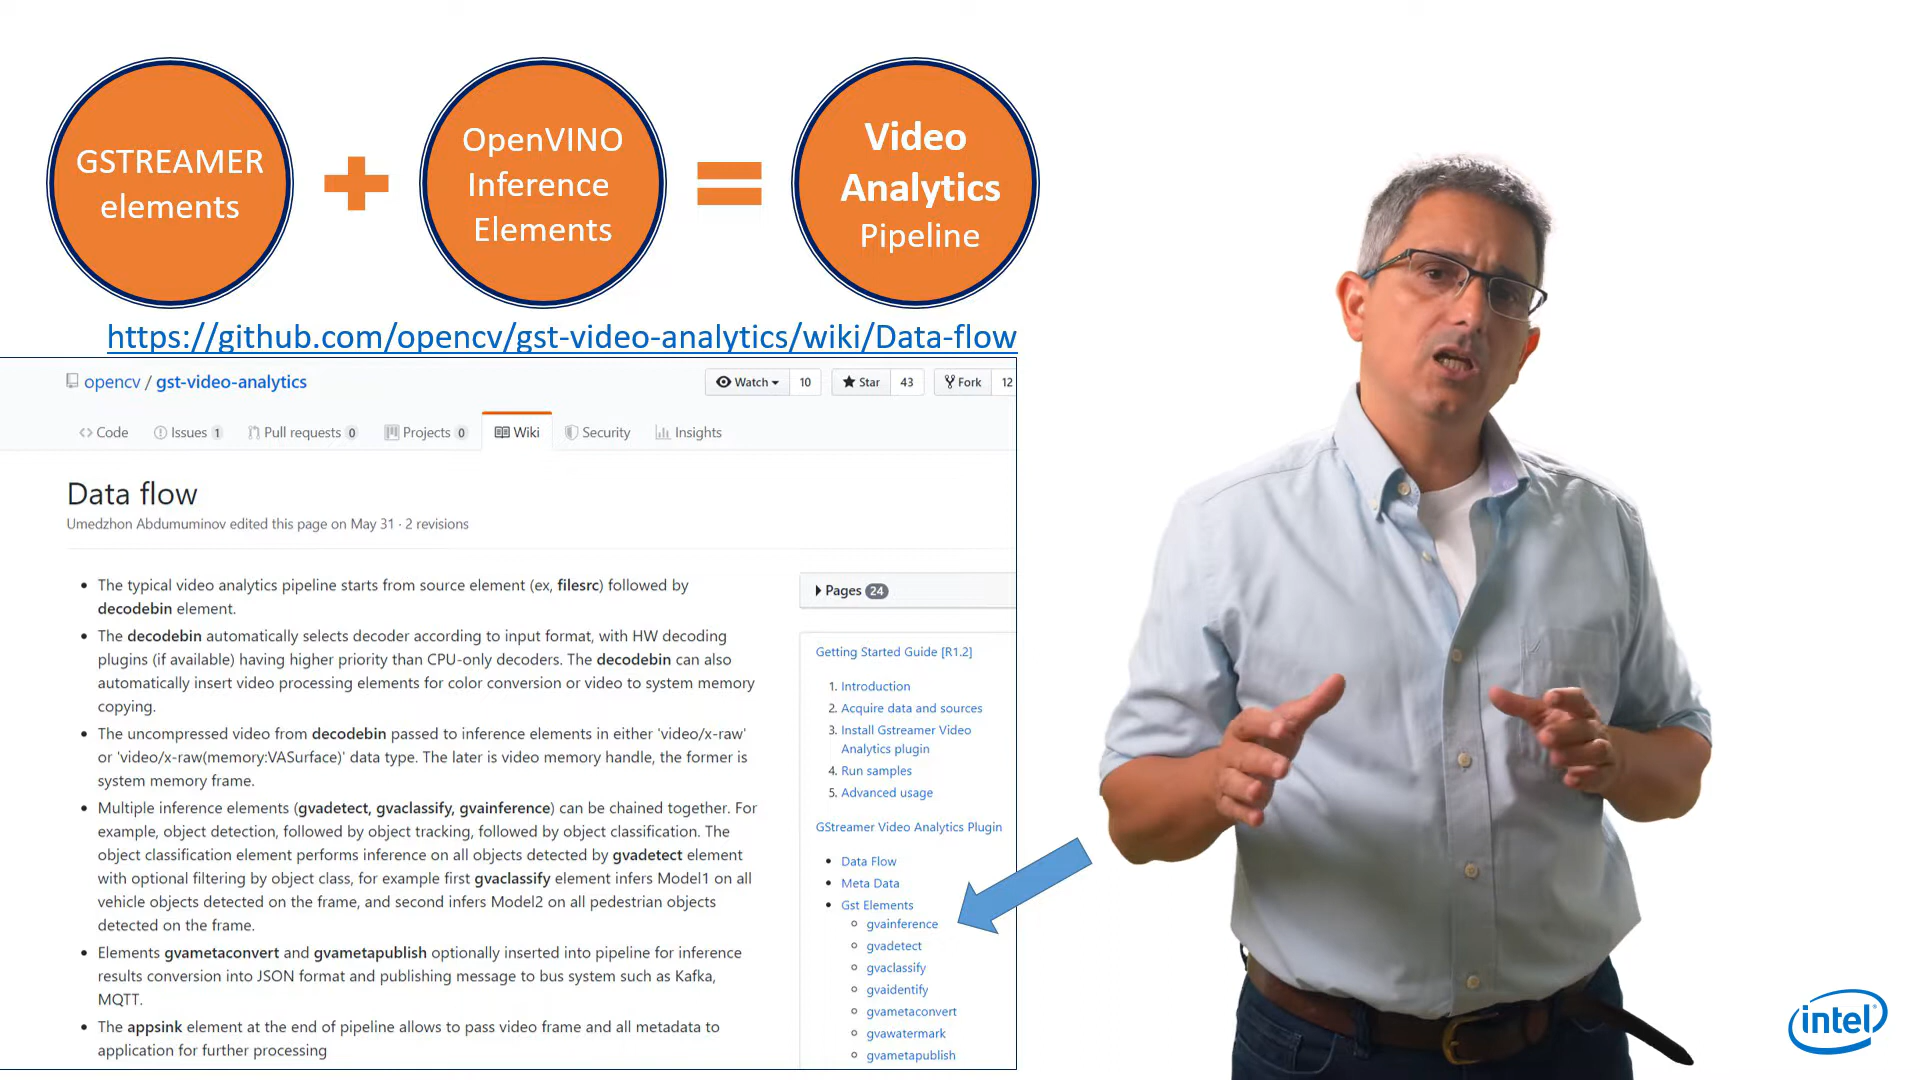 GSTREAMER
elements
OpenVINO
Inference
Elements
Video
Analytics
Pipeline
https://github.com/opencv/gst-video-analytics/wiki/Data-flow
opencv / gst-video-analytics
Watch 10 Star 43 Fork 12
Code Issues 1 Pull requests 0 Projects 0 Wiki Security Insights
Data flow
Umedzhon Abdumuminov edited this page on May 31 · 2 revisions
• The typical video analytics pipeline starts from source element (ex, filesrc) followed by
decodebin element.
• The decodebin automatically selects decoder according to input format, with HW decoding
plugins (if available) having higher priority than CPU-only decoders. The decodebin can also
automatically insert video processing elements for color conversion or video to system memory
copying.
• The uncompressed video from decodebin passed to inference elements in either 'video/x-raw'
or 'video/x-raw(memory:VASurface)' data type. The later is video memory handle, the former is
system memory frame.
• Multiple inference elements (gvadetect, gvaclassify, gvainference) can be chained together. For
example, object detection, followed by object tracking, followed by object classification. The
object classification element performs inference on all objects detected by gvadetect element
with optional filtering by object class, for example first gvaclassify element infers Model1 on all
vehicle objects detected on the frame, and second infers Model2 on all pedestrian objects
detected on the frame.
• Elements gvametaconvert and gvametapublish optionally inserted into pipeline for inference
results conversion into JSON format and publishing message to bus system such as Kafka,
MQTT.
• The appsink element at the end of pipeline allows to pass video frame and all metadata to
application for further processing
Pages 24
Getting Started Guide [R1.2]
1. Introduction
2. Acquire data and sources
3. Install Gstreamer Video
Analytics plugin
4. Run samples
5. Advanced usage
GStreamer Video Analytics Plugin
• Data Flow
• Meta Data
• Gst Elements
gvainference
gvadetect
gvaclassify
gvaidentify
gvametaconvert
gvawatermark
gvametapublish
intel